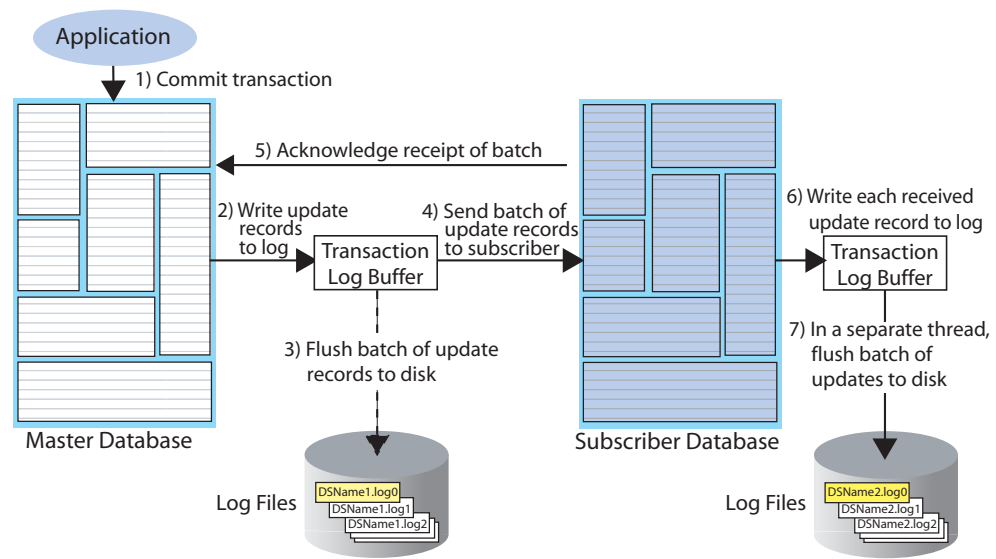 Application
1) Commit transaction
5) Acknowledge receipt of batch
2) Write update
records
to log
Transaction
Log Buffer
4) Send batch of
update records
to subscriber
6) Write each received
update record to log
Transaction
Log Buffer
3) Flush batch of update
records to disk
7) In a separate thread,
flush batch of
updates to disk
Master Database
Subscriber Database
Log Files
DSName1.log0
DSName1.log1
DSName1.log2
Log Files
DSName2.log0
DSName2.log1
DSName2.log2